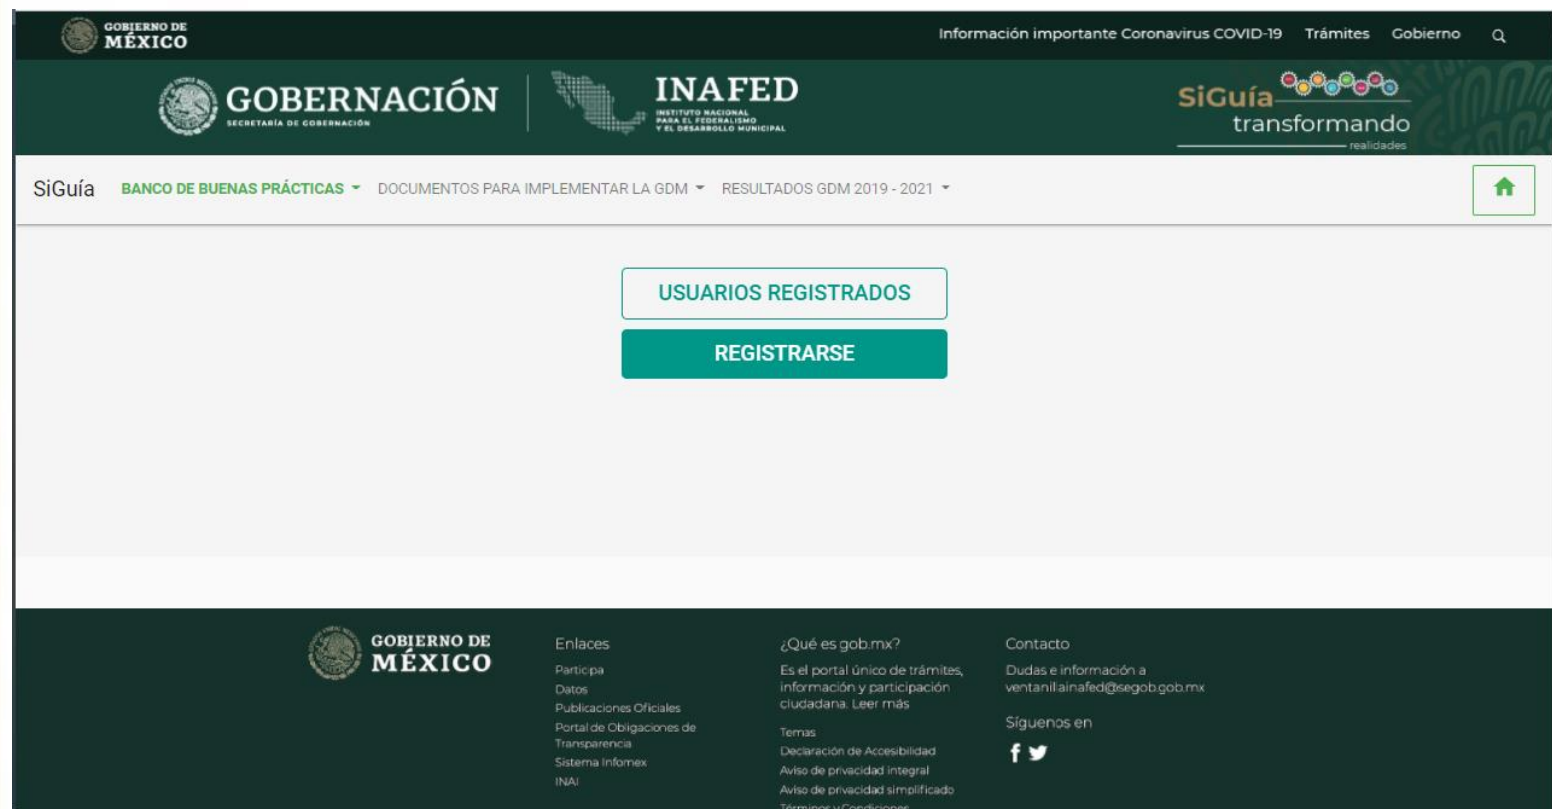 GOBIERNO DE
MÉXICO
Información importante Coronavirus COVID-19 Trámites Gobierno
GOBERNACIÓN
SECRETARÍA DE GOBERNACIÓN
INAFED
INSTITUTO NACIONAL
PARA EL FEDERALISMO
Y EL DESARROLLO MUNICIPAL
SiGuía
transformando
realidades
SiGuía BANCO DE BUENAS PRÁCTICAS DOCUMENTOS PARA IMPLEMENTAR LA GDM RESULTADOS GDM 2019 - 2021
USUARIOS REGISTRADOS
REGISTRARSE
GOBIERNO DE
MÉXICO
Enlaces
Participa
Datos
Publicaciones Oficiales
Portal de Obligaciones de
Transparencia
Sistema Infomex
INAI
¿Qué es gob.mx?
Es el portal único de trámites,
información y participación
ciudadana. Leer más
Temas
Declaración de Accesibilidad
Aviso de privacidad integral
Aviso de privacidad simplificado
Términos y Condiciones
Contacto
Dudas e información a
ventanillainafed@segob.gob.mx
Síguenos en